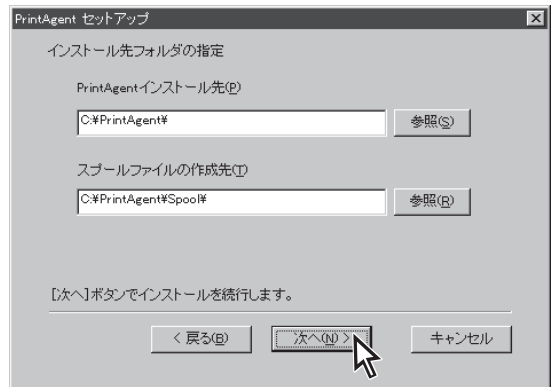 PrintAgent セットアップ
インストール先フォルダの指定
PrintAgentインストール先(P)
C:¥PrintAgent¥
参照(S)
スプールファイルの作成先(T)
C:¥PrintAgent¥Spool¥
参照(R)
[次へ]ボタンでインストールを続行します。
< 戻る(B)
次へ(N) >
キャンセル